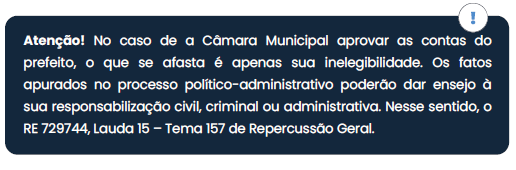 !
Atenção! No caso de a Câmara Municipal aprovar as contas do
prefeito, o que se afasta é apenas sua inelegibilidade. Os fatos
apurados no processo político-administrativo poderão dar ensejo à
sua responsabilização civil, criminal ou administrativa. Nesse sentido, o
RE 729744, Lauda 15 – Tema 157 de Repercussão Geral.